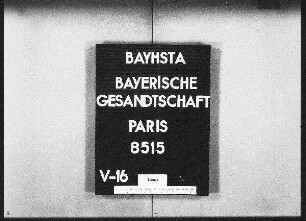 BAYHSTA
BAYERISCHE
GESANDTSCHAFT
PARIS
8515
V-16